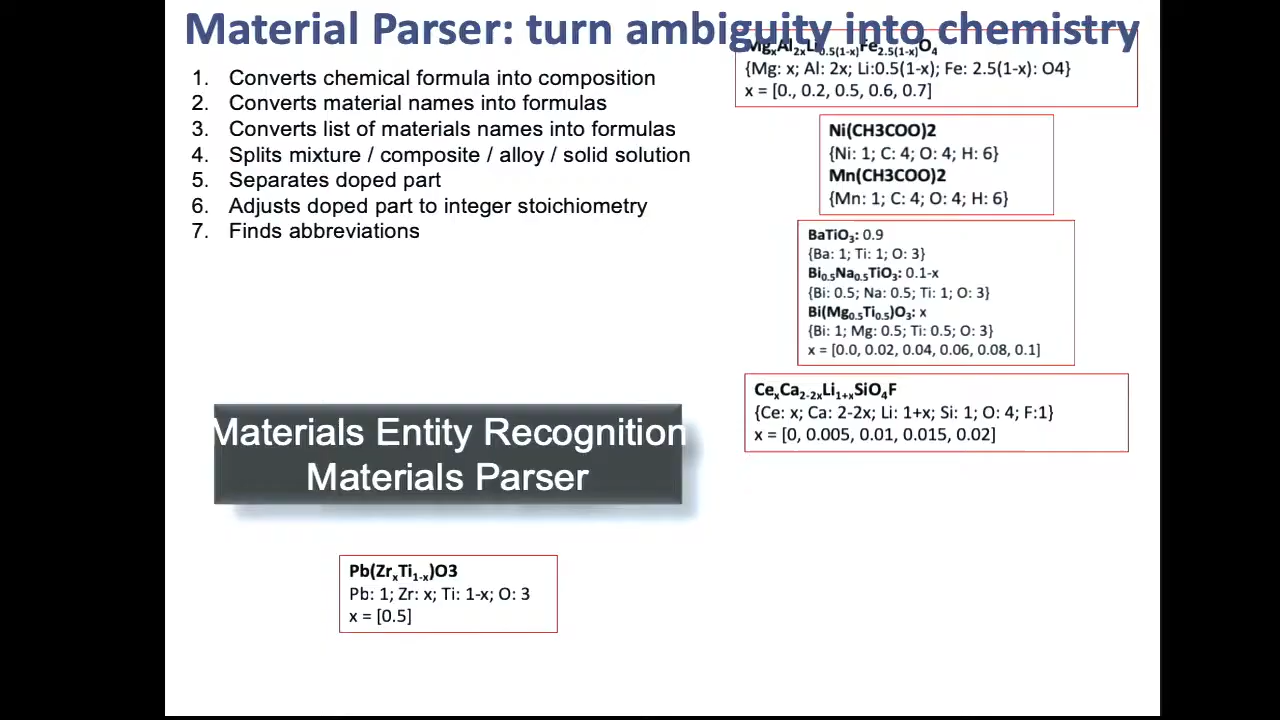 Material Parser: turn ambiguity into chemistry
1. Converts chemical formula into composition
2. Converts material names into formulas
3. Converts list of materials names into formulas
4. Splits mixture / composite / alloy / solid solution
5. Separates doped part
6. Adjusts doped part to integer stoichiometry
7. Finds abbreviations
MgₓAl₂ₓLi₀.₅₍₁₋ₓ₎Fe₂.₅₍₁₋ₓ₎O₄
{Mg: x; Al: 2x; Li:0.5(1-x); Fe: 2.5(1-x): O4}
x = [0., 0.2, 0.5, 0.6, 0.7]
Ni(CH3COO)2
{Ni: 1; C: 4; O: 4; H: 6}
Mn(CH3COO)2
{Mn: 1; C: 4; O: 4; H: 6}
BaTiO₃: 0.9
{Ba: 1; Ti: 1; O: 3}
Bi₀.₅Na₀.₅TiO₃: 0.1-x
{Bi: 0.5; Na: 0.5; Ti: 1; O: 3}
Bi(Mg₀.₅Ti₀.₅)O₃: x
{Bi: 1; Mg: 0.5; Ti: 0.5; O: 3}
x = [0.0, 0.02, 0.04, 0.06, 0.08, 0.1]
CeₓCa₂₋₂ₓLi₁₊ₓSiO₄F
{Ce: x; Ca: 2-2x; Li: 1+x; Si: 1; O: 4; F:1}
x = [0, 0.005, 0.01, 0.015, 0.02]
Materials Entity Recognition
Materials Parser
Pb(ZrₓTi₁₋ₓ)O3
Pb: 1; Zr: x; Ti: 1-x; O: 3
x = [0.5]